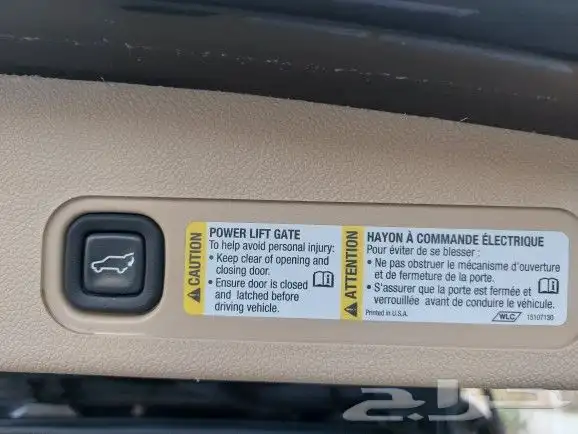 CAUTION
POWER LIFT GATE
To help avoid personal injury:
• Keep clear of opening and
closing door.
• Ensure door is closed
and latched before
driving vehicle.
ATTENTION
HAYON À COMMANDE ÉLECTRIQUE
Pour éviter de se blesser :
• Ne pas obstruer le mécanisme d'ouverture
et de fermeture de la porte.
• S'assurer que la porte est fermée et
verrouillée avant de conduire le véhicule.
Printed in U.S.A.
WLC
15107130
حراج